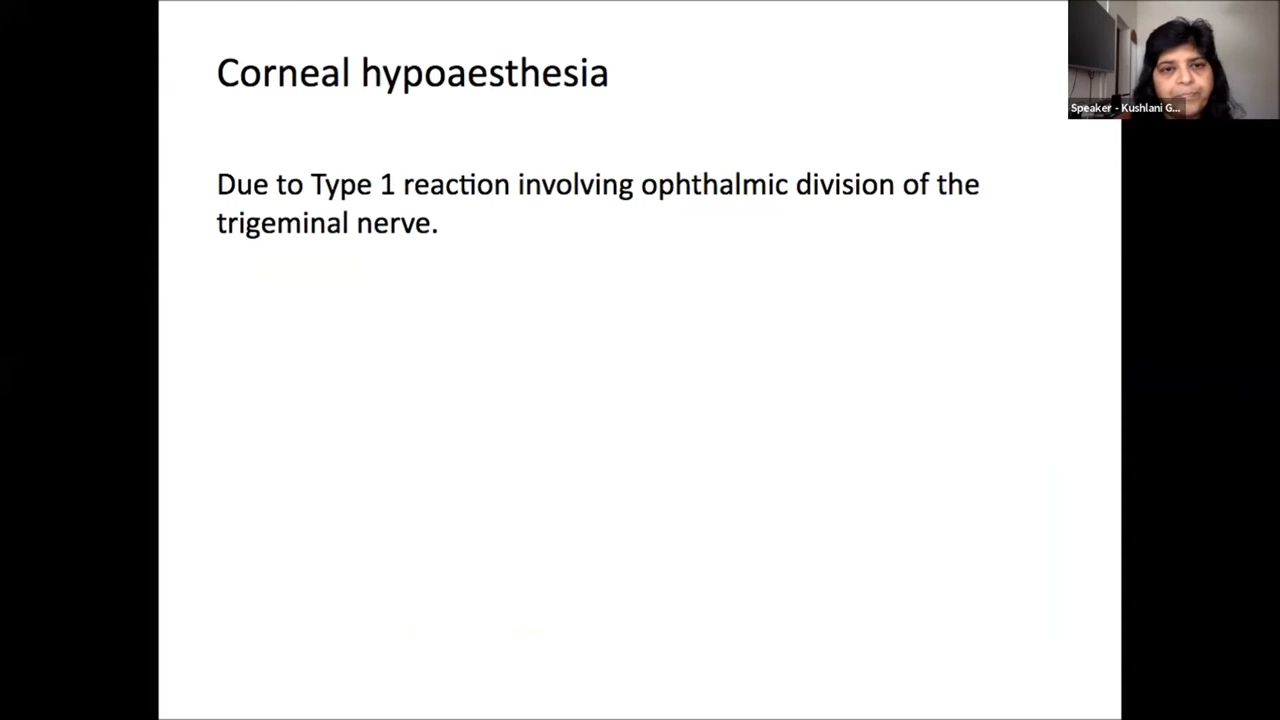 Corneal hypoaesthesia
Speaker - Kushlani G...
Due to Type 1 reaction involving ophthalmic division of the
trigeminal nerve.